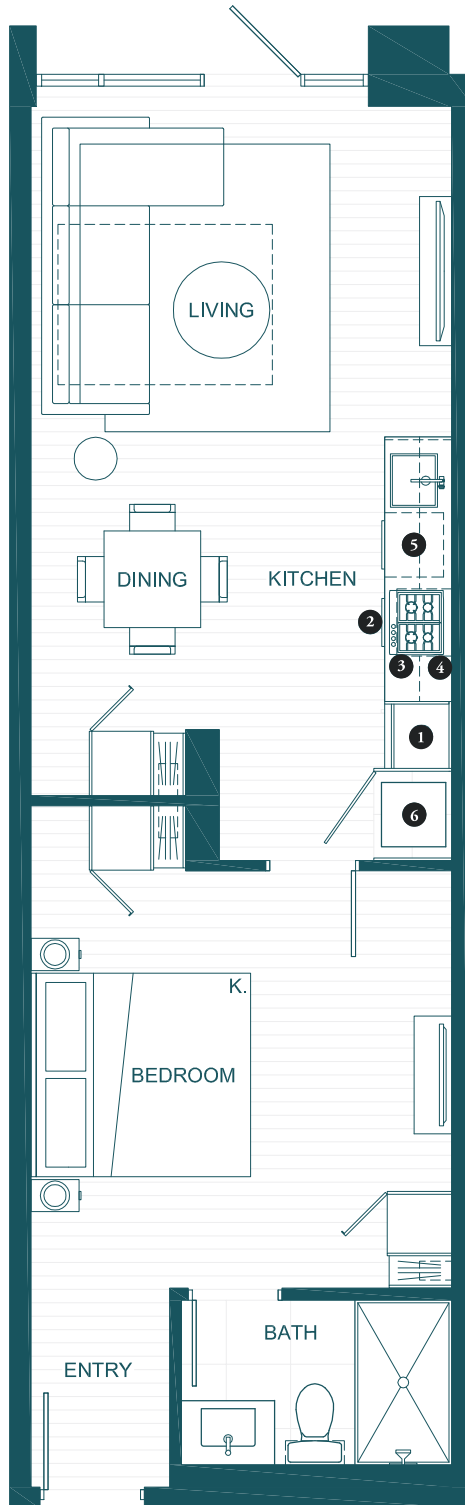 LIVING
5
DINING
KITCHEN
2
3
4
1
6
K.
BEDROOM
BATH
ENTRY